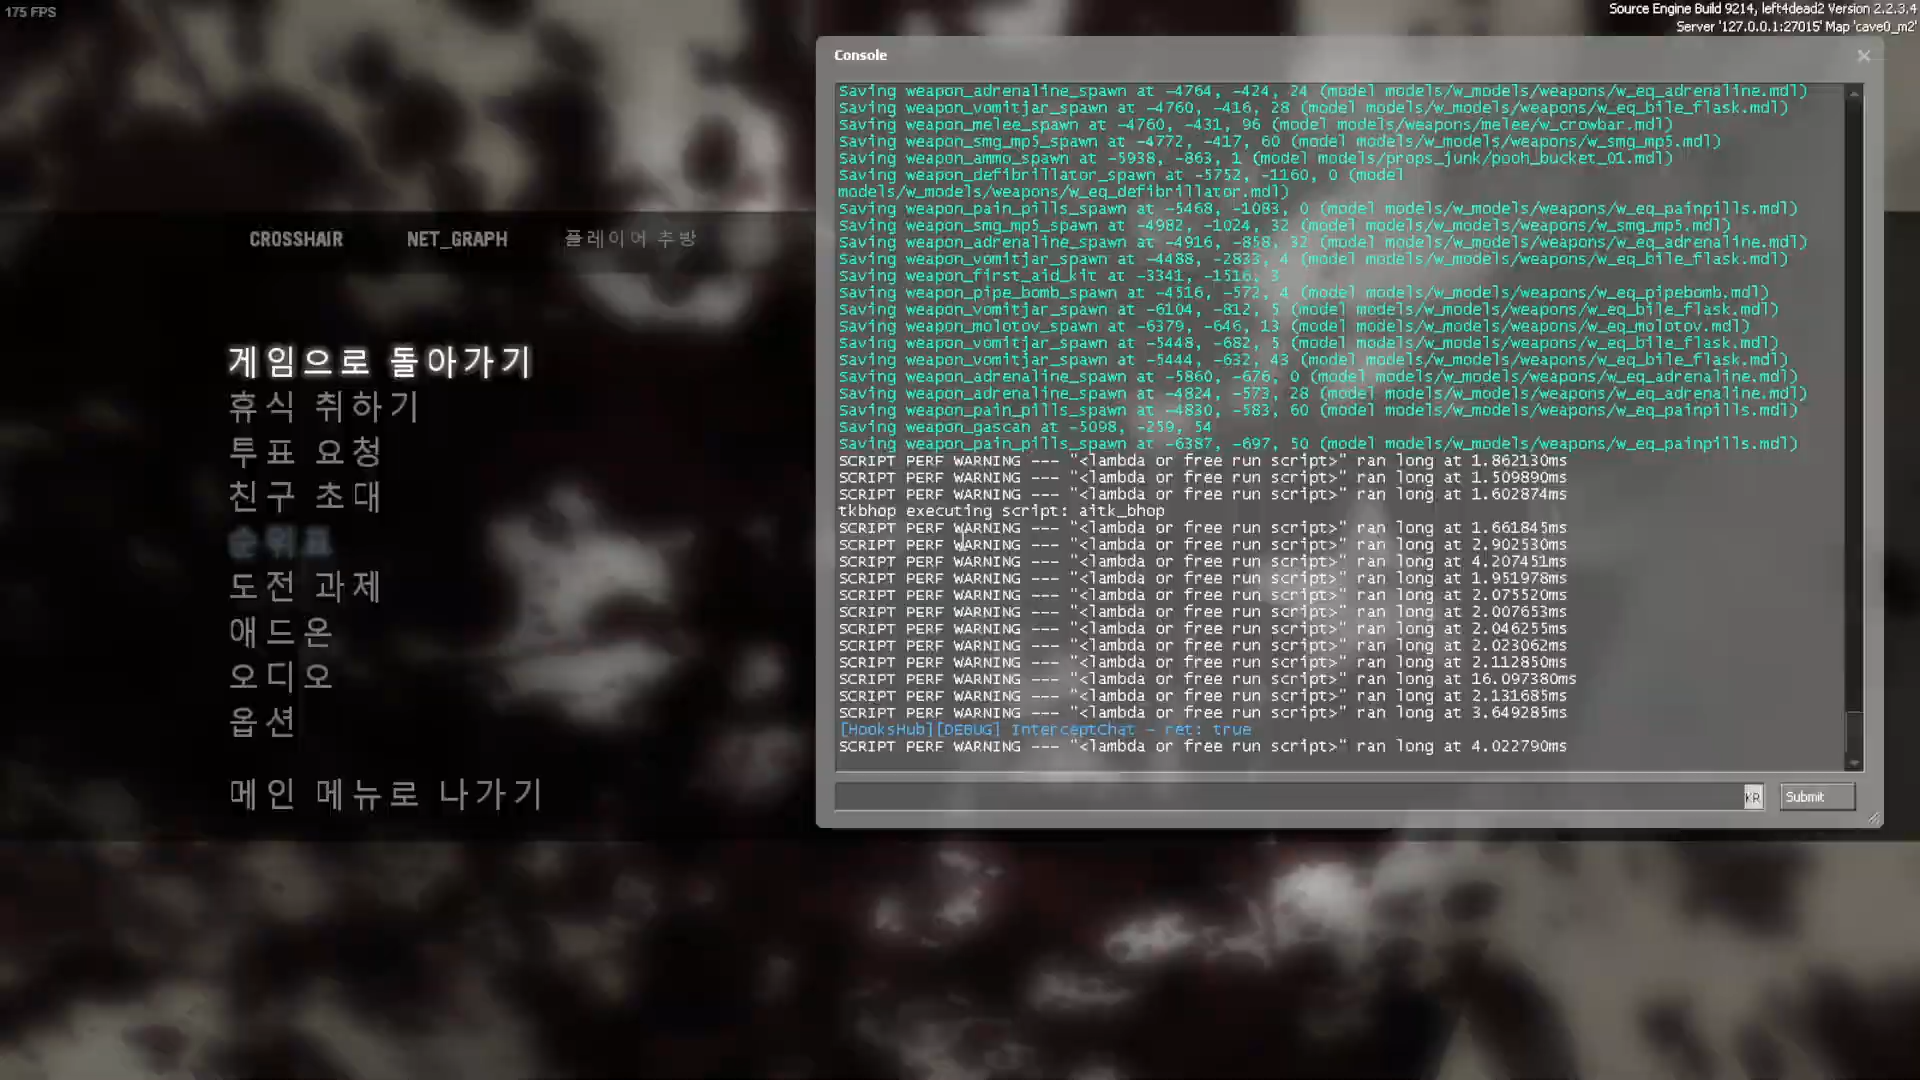 175 FPS
Source Engine Build 9214, left4dead2 Version 2.2.3.4
Server '127.0.0.1:27015' Map 'cave0_m2'
CROSSHAIR
NET_GRAPH
플레이어 추방
게임으로 돌아가기
휴식 취하기
투표 요청
친구 초대
순위표
도전 과제
애드온
오디오
옵션
메인 메뉴로 나가기
Console
Saving weapon_adrenaline_spawn at -4764, -424, 24 (model models/w_models/weapons/w_eq_adrenaline.mdl)
Saving weapon_vomitjar_spawn at -4760, -416, 28 (model models/w_models/weapons/w_eq_bile_flask.mdl)
Saving weapon_melee_spawn at -4760, -431, 96 (model models/weapons/melee/w_crowbar.mdl)
Saving weapon_smg_mp5_spawn at -4772, -417, 60 (model models/w_models/weapons/w_smg_mp5.mdl)
Saving weapon_ammo_spawn at -5938, -863, 1 (model models/props_junk/pooh_bucket_01.mdl)
Saving weapon_defibrillator_spawn at -5752, -1160, 0 (model
models/w_models/weapons/w_eq_defibrillator.mdl)
Saving weapon_pain_pills_spawn at -5468, -1083, 0 (model models/w_models/weapons/w_eq_painpills.mdl)
Saving weapon_smg_mp5_spawn at -4982, -1024, 32 (model models/w_models/weapons/w_smg_mp5.mdl)
Saving weapon_adrenaline_spawn at -4916, -858, 32 (model models/w_models/weapons/w_eq_adrenaline.mdl)
Saving weapon_vomitjar_spawn at -4488, -2833, 4 (model models/w_models/weapons/w_eq_bile_flask.mdl)
Saving weapon_first_aid_kit at -3341, -1516, 3
Saving weapon_pipe_bomb_spawn at -4516, -572, 4 (model models/w_models/weapons/w_eq_pipebomb.mdl)
Saving weapon_vomitjar_spawn at -6104, -812, 5 (model models/w_models/weapons/w_eq_bile_flask.mdl)
Saving weapon_molotov_spawn at -6379, -646, 13 (model models/w_models/weapons/w_eq_molotov.mdl)
Saving weapon_vomitjar_spawn at -5448, -682, 5 (model models/w_models/weapons/w_eq_bile_flask.mdl)
Saving weapon_vomitjar_spawn at -5444, -632, 43 (model models/w_models/weapons/w_eq_bile_flask.mdl)
Saving weapon_adrenaline_spawn at -5860, -676, 0 (model models/w_models/weapons/w_eq_adrenaline.mdl)
Saving weapon_adrenaline_spawn at -4824, -573, 28 (model models/w_models/weapons/w_eq_adrenaline.mdl)
Saving weapon_pain_pills_spawn at -4830, -583, 60 (model models/w_models/weapons/w_eq_painpills.mdl)
Saving weapon_gascan at -5098, -259, 54
Saving weapon_pain_pills_spawn at -6387, -697, 50 (model models/w_models/weapons/w_eq_painpills.mdl)
SCRIPT PERF WARNING --- "<lambda or free run script>" ran long at 1.862130ms
SCRIPT PERF WARNING --- "<lambda or free run script>" ran long at 1.509890ms
SCRIPT PERF WARNING --- "<lambda or free run script>" ran long at 1.602874ms
tkbhop executing script: aitk_bhop
SCRIPT PERF WARNING --- "<lambda or free run script>" ran long at 1.661845ms
SCRIPT PERF WARNING --- "<lambda or free run script>" ran long at 2.902530ms
SCRIPT PERF WARNING --- "<lambda or free run script>" ran long at 4.207451ms
SCRIPT PERF WARNING --- "<lambda or free run script>" ran long at 1.951978ms
SCRIPT PERF WARNING --- "<lambda or free run script>" ran long at 2.075520ms
SCRIPT PERF WARNING --- "<lambda or free run script>" ran long at 2.007653ms
SCRIPT PERF WARNING --- "<lambda or free run script>" ran long at 2.046255ms
SCRIPT PERF WARNING --- "<lambda or free run script>" ran long at 2.023062ms
SCRIPT PERF WARNING --- "<lambda or free run script>" ran long at 2.112850ms
SCRIPT PERF WARNING --- "<lambda or free run script>" ran long at 16.097380ms
SCRIPT PERF WARNING --- "<lambda or free run script>" ran long at 2.131685ms
SCRIPT PERF WARNING --- "<lambda or free run script>" ran long at 3.649285ms
[HooksHub][DEBUG] InterceptChat - ret: true
SCRIPT PERF WARNING --- "<lambda or free run script>" ran long at 4.022790ms
KR
Submit